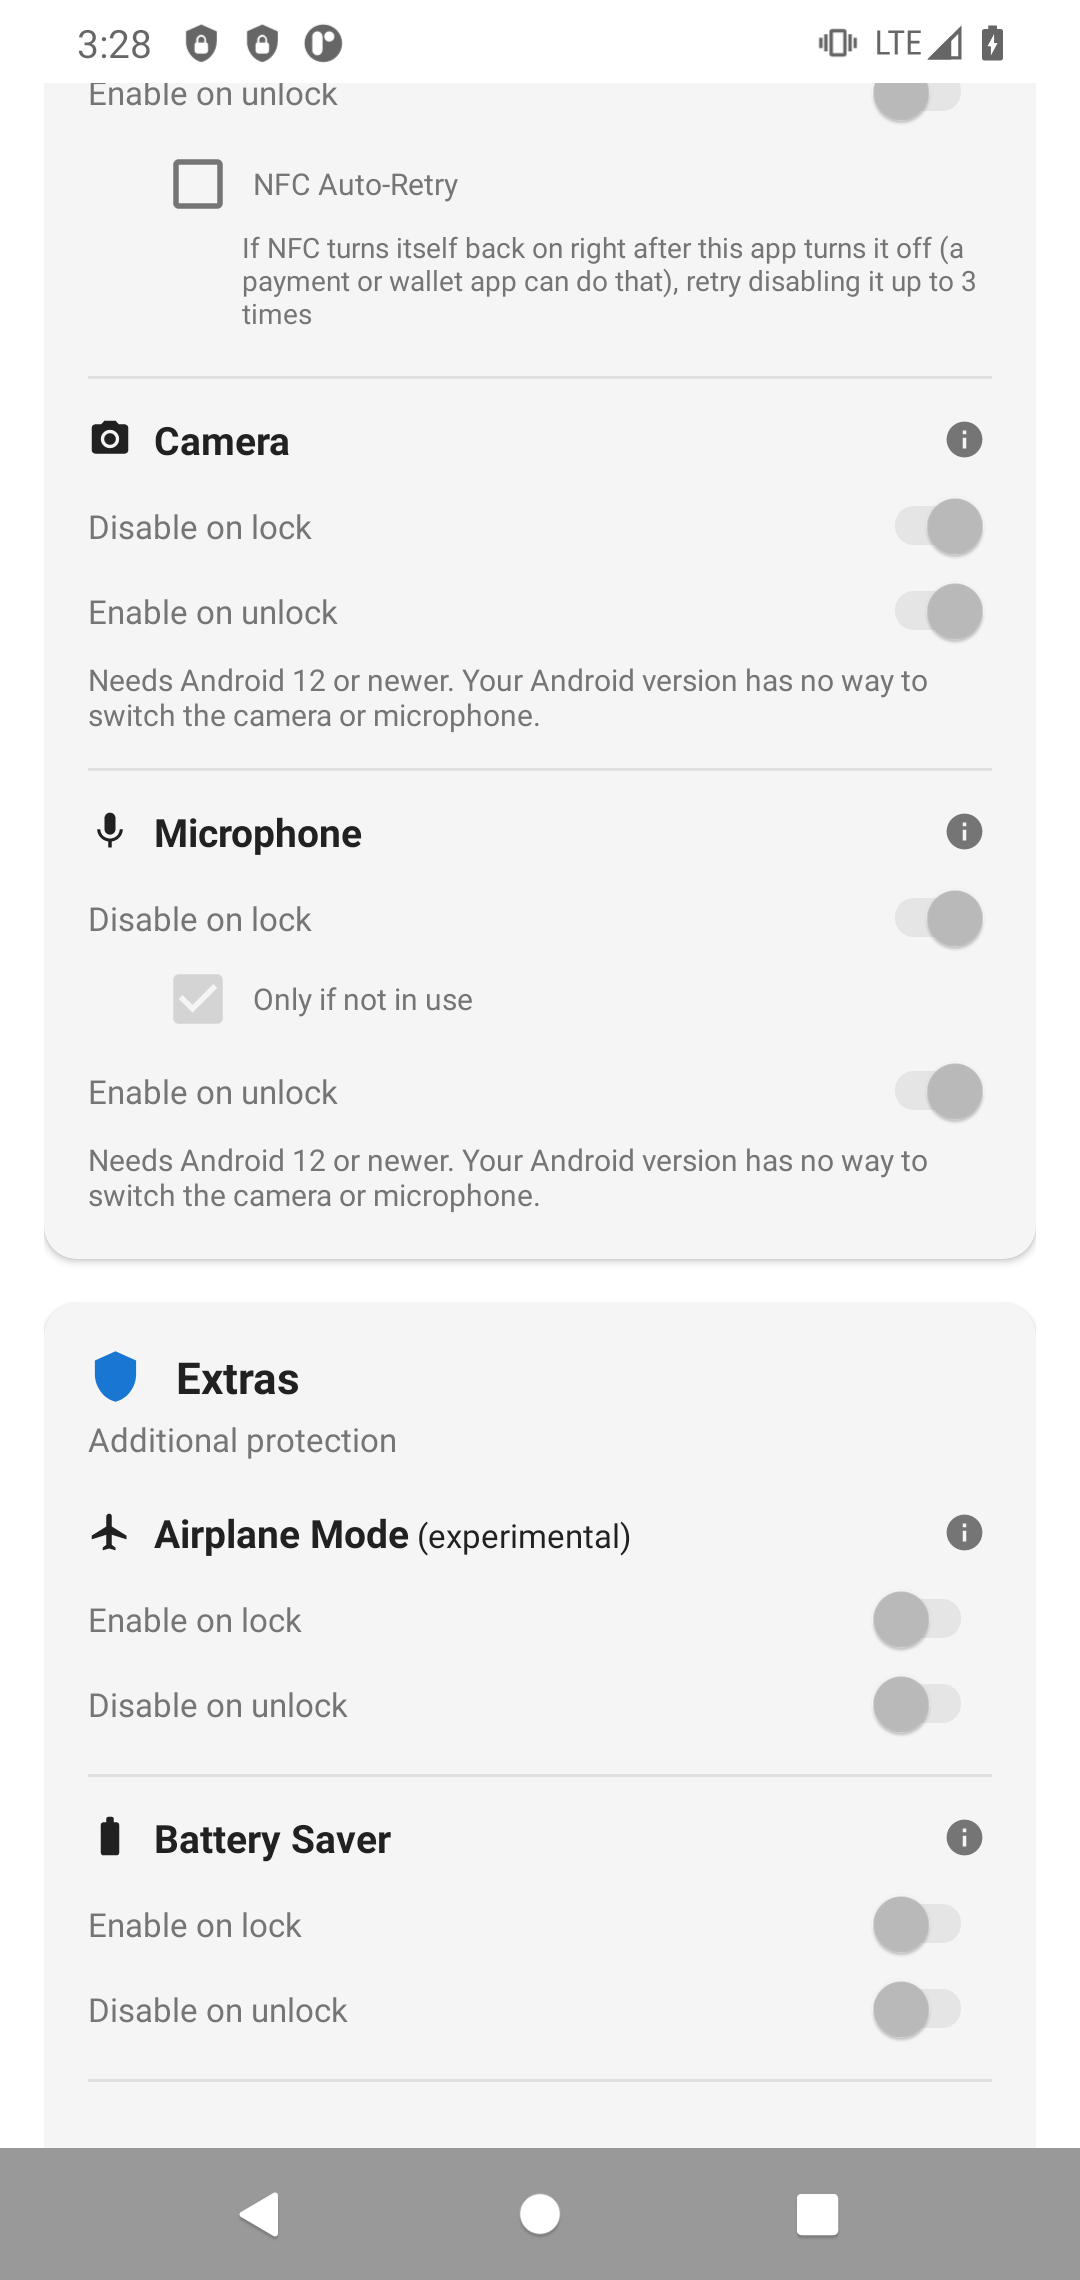 3:28
LTE
Enable on unlock
NFC Auto-Retry
If NFC turns itself back on right after this app turns it off (a
payment or wallet app can do that), retry disabling it up to 3
times
Camera
Disable on lock
Enable on unlock
Needs Android 12 or newer. Your Android version has no way to
switch the camera or microphone.
Microphone
Disable on lock
Only if not in use
Enable on unlock
Needs Android 12 or newer. Your Android version has no way to
switch the camera or microphone.
Extras
Additional protection
Airplane Mode (experimental)
Enable on lock
Disable on unlock
Battery Saver
Enable on lock
Disable on unlock